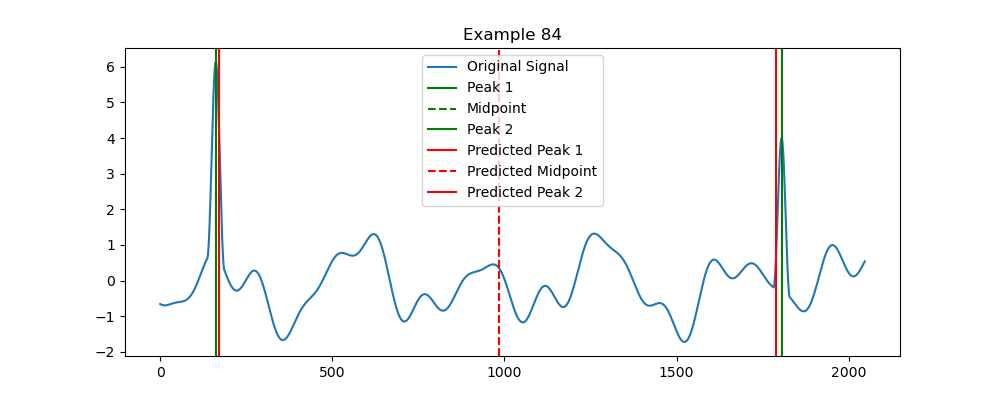 Example 84
Original Signal
Peak 1
Midpoint
Peak 2
Predicted Peak 1
Predicted Midpoint
Predicted Peak 2
6
5
4
3
2
1
0
−1
−2
0 500 1000 1500 2000